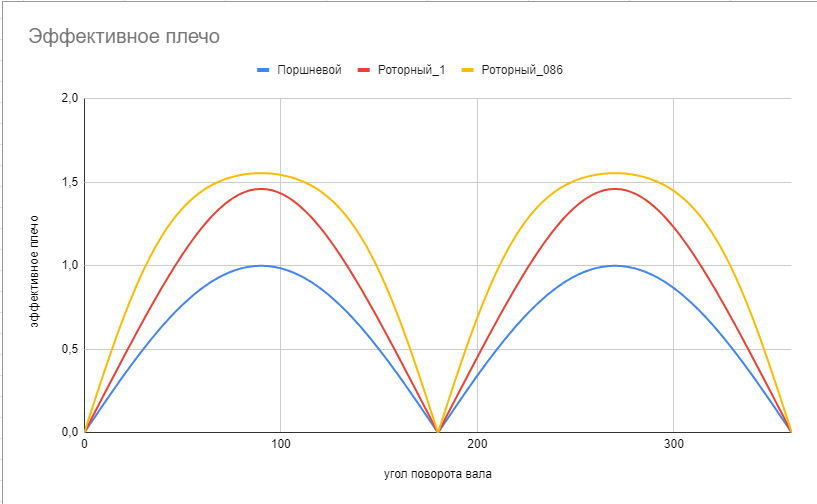 Эффективное плечо
Поршневой Роторный_1 Роторный_086
2,0
1,5
1,0
0,5
0,0
эффективное плечо
0 100 200 300
угол поворота вала